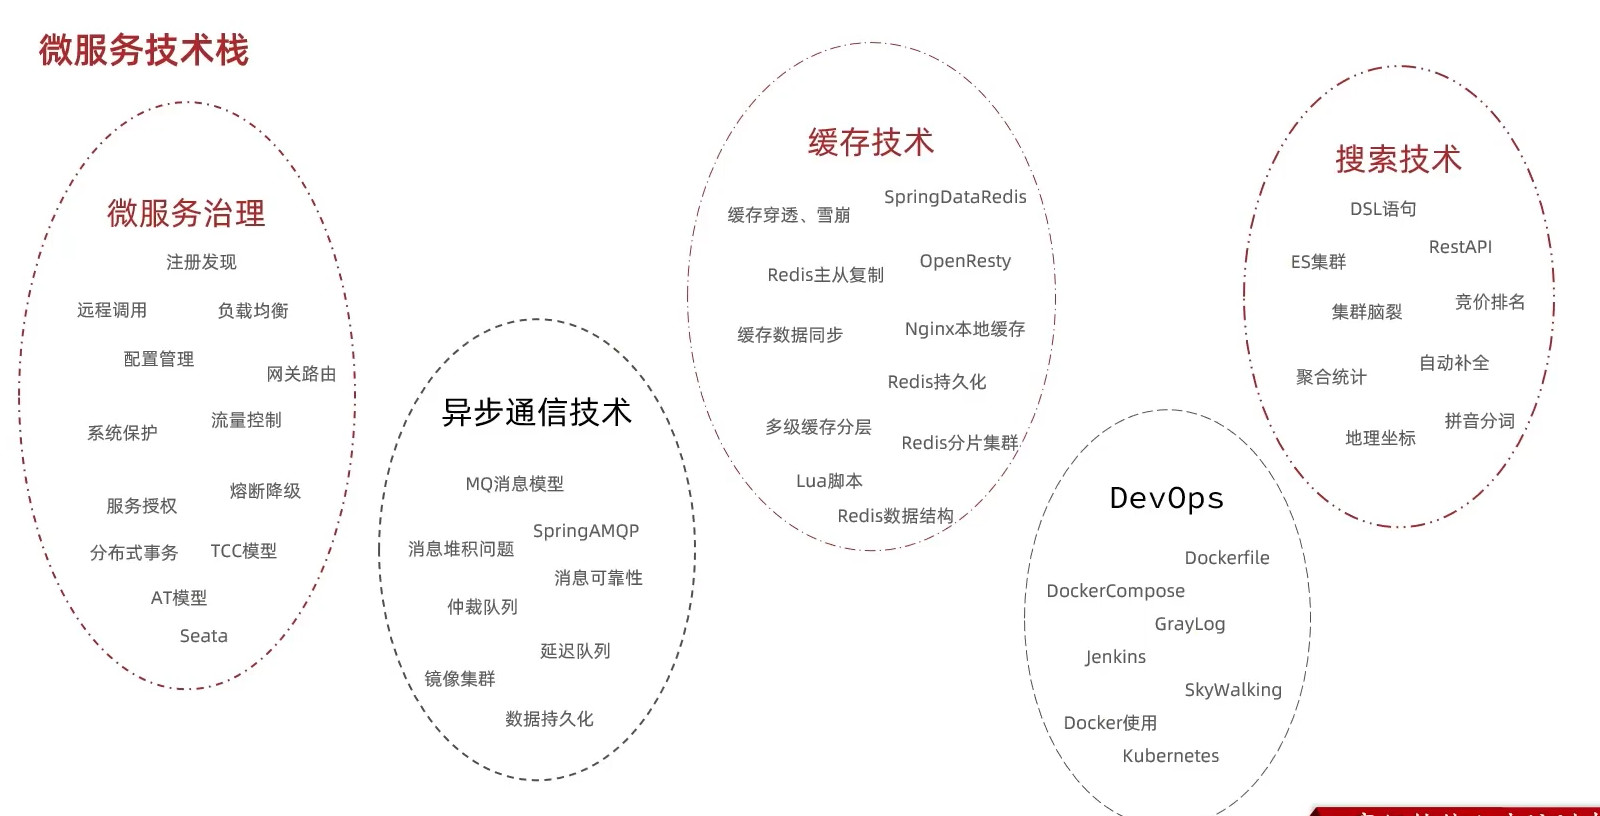 微服务技术栈
微服务治理
注册发现
远程调用
负载均衡
配置管理
网关路由
系统保护
流量控制
服务授权
熔断降级
分布式事务
TCC模型
AT模型
Seata
异步通信技术
MQ消息模型
SpringAMQP
消息堆积问题
消息可靠性
仲裁队列
延迟队列
镜像集群
数据持久化
缓存技术
SpringDataRedis
缓存穿透、雪崩
OpenResty
Redis主从复制
Nginx本地缓存
缓存数据同步
Redis持久化
多级缓存分层
Redis分片集群
Lua脚本
Redis数据结构
DevOps
Dockerfile
DockerCompose
GrayLog
Jenkins
SkyWalking
Docker使用
Kubernetes
搜索技术
DSL语句
RestAPI
ES集群
竞价排名
集群脑裂
自动补全
聚合统计
拼音分词
地理坐标